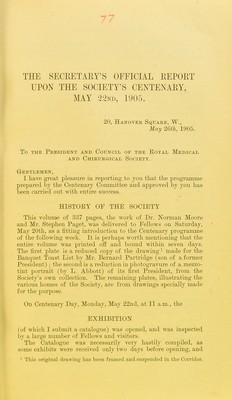 77
THE SECRETARY'S OFFICIAL REPORT
UPON THE SOCIETY'S CENTENARY,
MAY 22ND, 1905.
20, HANOVER SQUARE, W.,
May 26th, 1905.
TO THE PRESIDENT AND COUNCIL OF THE ROYAL MEDICAL
AND CHIRURGICAL SOCIETY.
GENTLEMEN,
I have great pleasure in reporting to you that the programme
prepared by the Centenary Committee and approved by you has
been carried out with entire success.
HISTORY OF THE SOCIETY
This volume of 337 pages, the work of Dr. Norman Moore
and Mr. Stephen Paget, was delivered to Fellows on Saturday,
May 20th, as a fitting introduction to the Centenary programme
of the following week. It is perhaps worth mentioning that the
entire volume was printed off and bound within seven days.
The first plate is a reduced copy of the drawing¹ made for the
Banquet Toast List by Mr. Bernard Partridge (son of a former
President); the second is a reduction in photogravure of a mezzo-
tint portrait (by L. Abbott) of its first President, from the
Society's own collection. The remaining plates, illustrating the
various homes of the Society, are from drawings specially made
for the purpose.
On Centenary Day, Monday, May 22nd, at 11 a.m., the
EXHIBITION
(of which I submit a catalogue) was opened, and was inspected
by a large number of Fellows and visitors.
The Catalogue was necessarily very hastily compiled, as
some exhibits were received only two days before opening, and
¹ This original drawing has been framed and suspended in the Corridor.